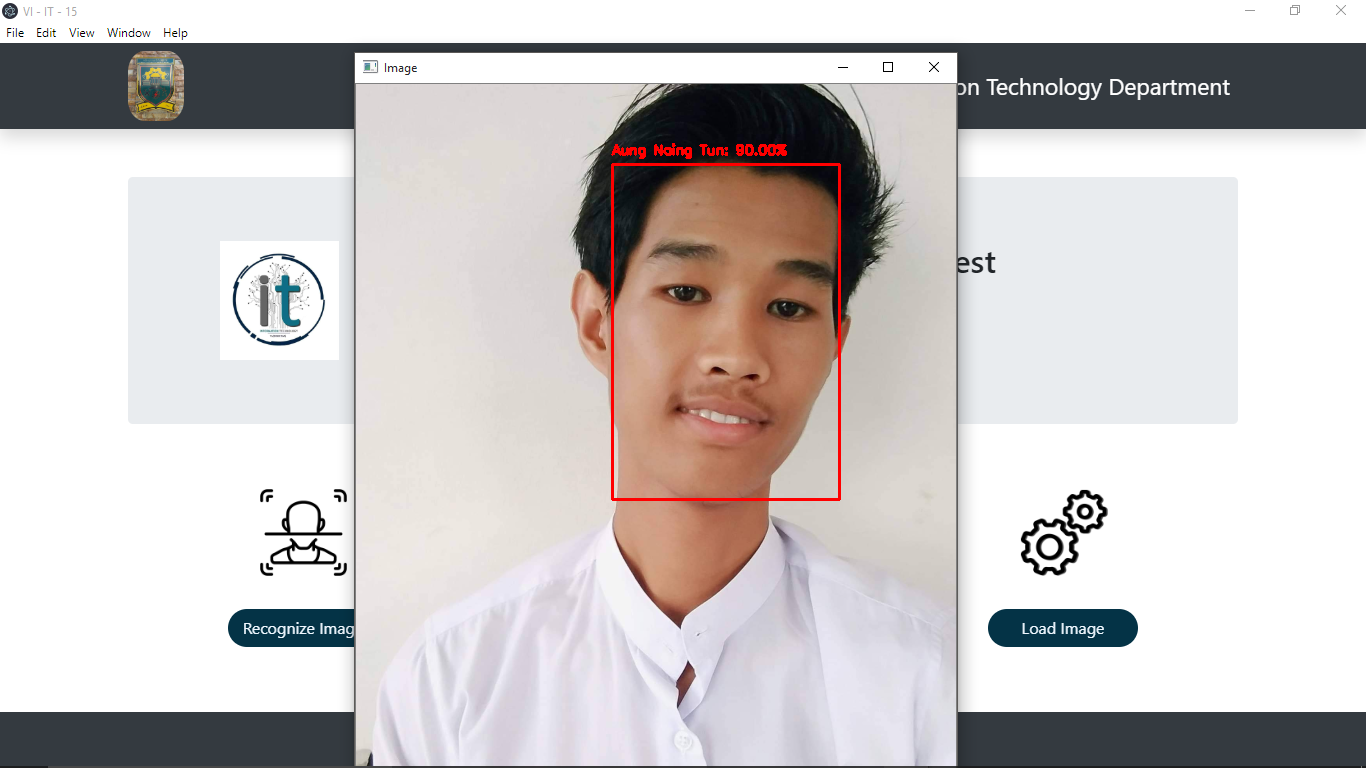 VI - IT - 15
File Edit View Window Help
Image
on Technology Department
Aung Naing Tun: 90.00%
it
est
Recognize Imag
Load Image